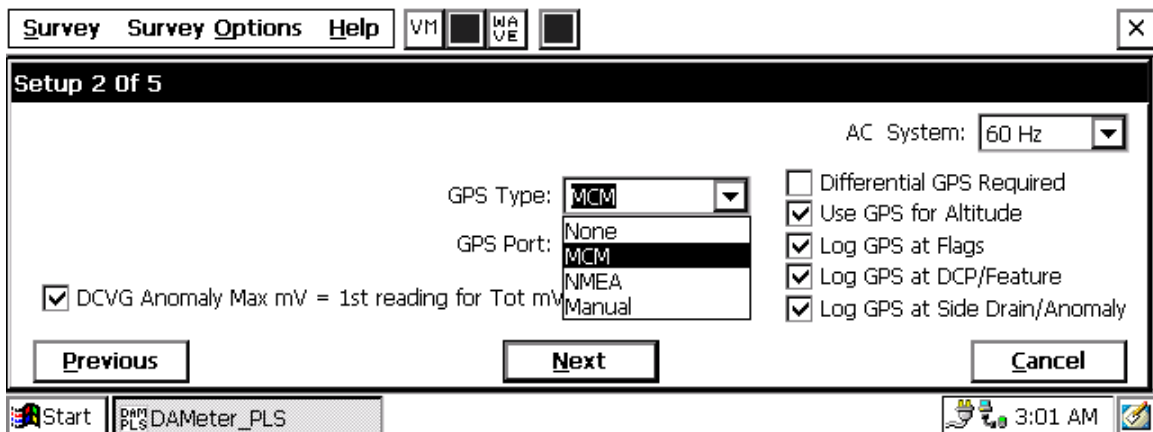 Survey Survey Options Help VM WAVE
Setup 2 Of 5
AC System: 60 Hz
GPS Type: MCM
None
MCM
NMEA
Manual
GPS Port:
Differential GPS Required
Use GPS for Altitude
Log GPS at Flags
Log GPS at DCP/Feature
Log GPS at Side Drain/Anomaly
DCVG Anomaly Max mV = 1st reading for Tot mV
Previous Next Cancel
Start DAM PLS DAMeter_PLS 3:01 AM